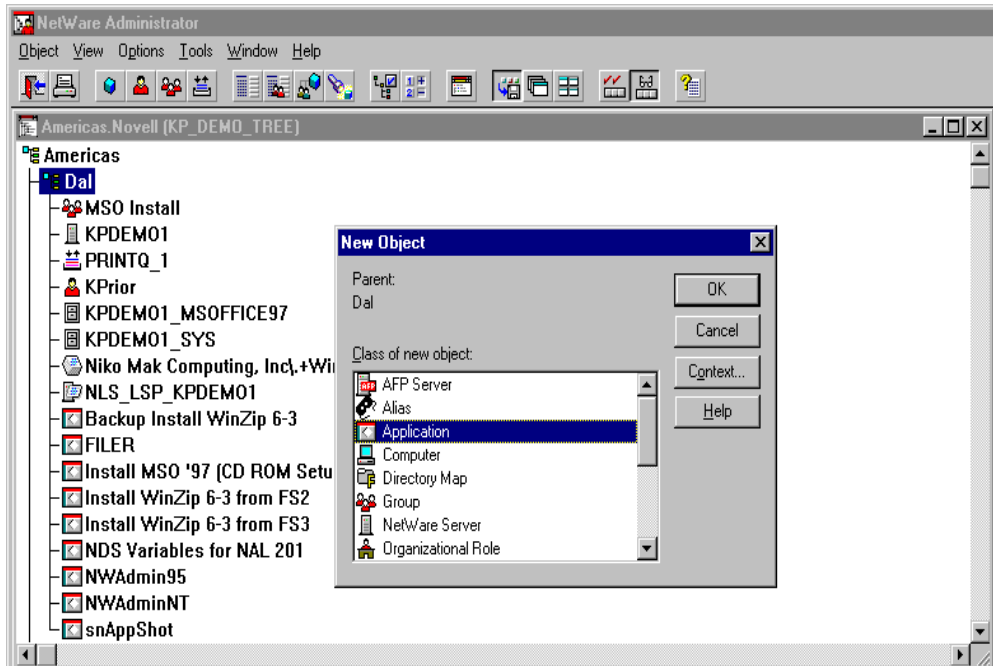 NetWare Administrator
Object View Options Tools Window Help
Americas.Novell (KP_DEMO_TREE)
Americas
Dal
MSO Install
KPDEMO1
PRINTQ_1
KPrior
KPDEMO1_MSOFFICE97
KPDEMO1_SYS
Niko Mak Computing, Inc\.+Wi
NLS_LSP_KPDEMO1
Backup Install WinZip 6-3
FILER
Install MSO '97 (CD ROM Setu
Install WinZip 6-3 from FS2
Install WinZip 6-3 from FS3
NDS Variables for NAL 201
NWAdmin95
NWAdminNT
snAppShot
New Object
Parent:
Dal
Class of new object:
AFP Server
Alias
Application
Computer
Directory Map
Group
NetWare Server
Organizational Role
OK
Cancel
Context...
Help